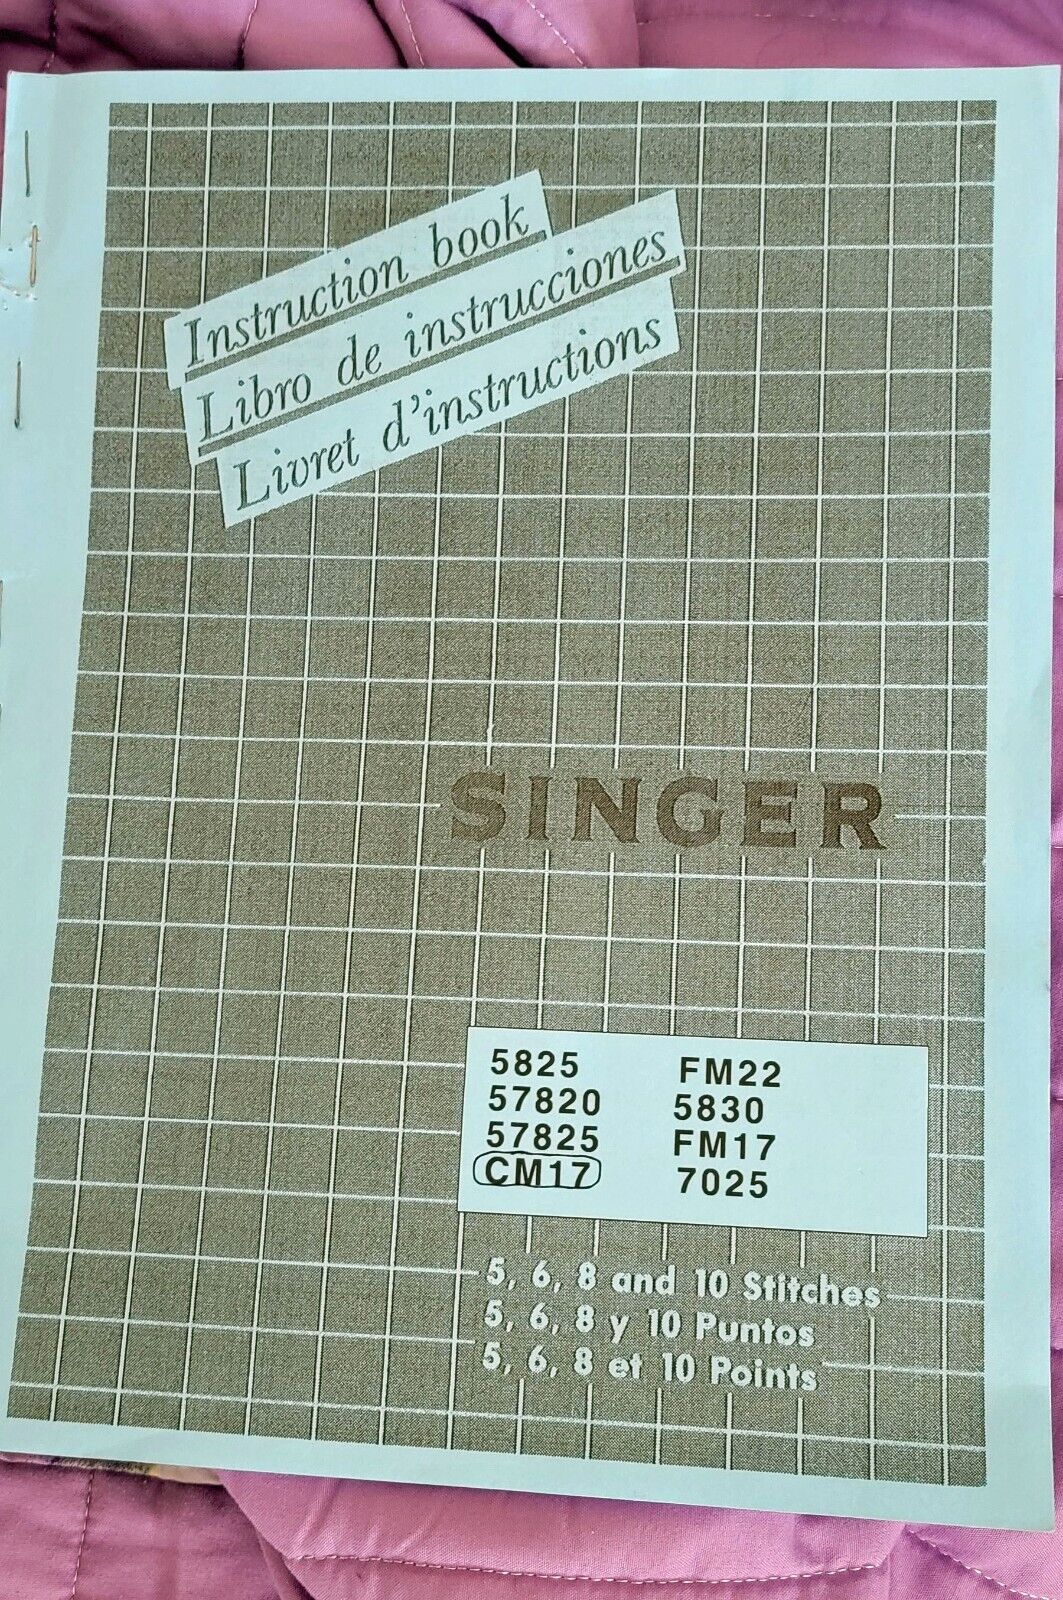 Instruction book
Libro de instrucciones
Livret d'instructions
SINGER
5825 FM22
57820 5830
57825 FM17
CM17 7025
5, 6, 8 and 10 Stitches
5, 6, 8 y 10 Puntos
5, 6, 8 et 10 Points